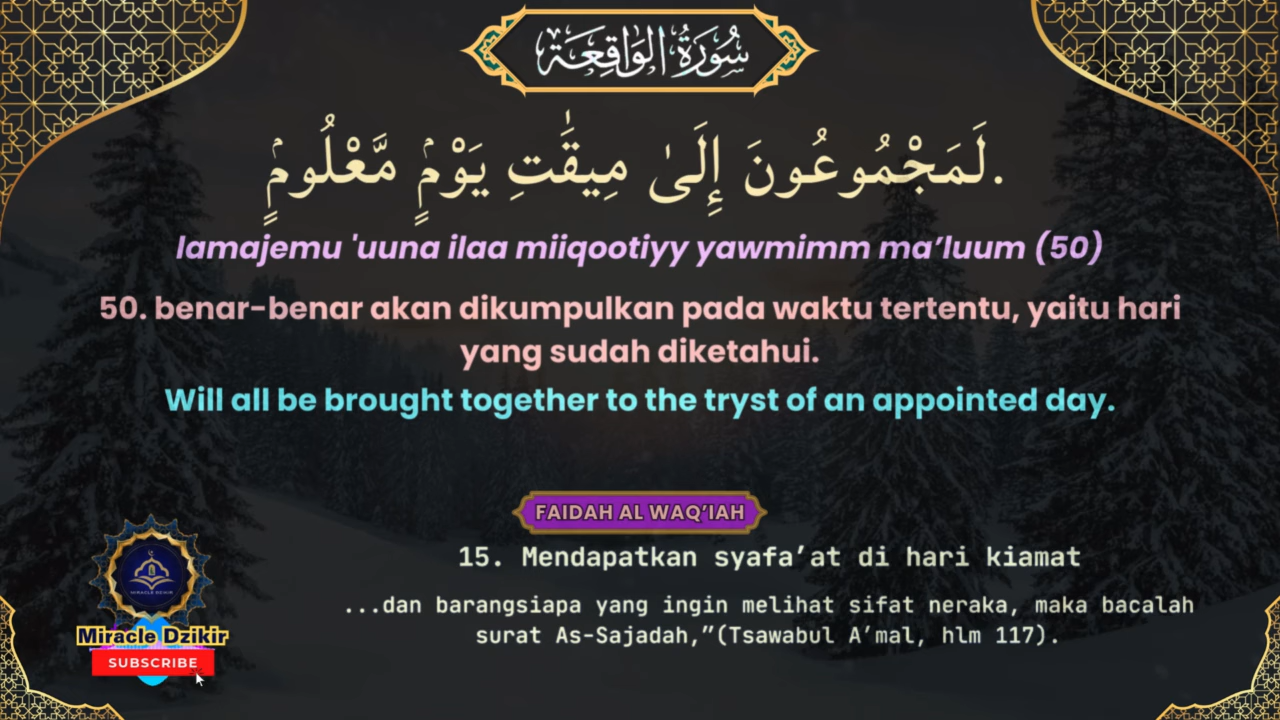 سُورَةُ الوَاقِعَة
لَمَجْمُوعُونَ إِلَىٰ مِيقَٰتِ يَوْمٍۢ مَّعْلُومٍۢ.
lamajemu 'uuna ilaa miiqootiyy yawmimm ma’luum (50)
50. benar-benar akan dikumpulkan pada waktu tertentu, yaitu hari
yang sudah diketahui.
Will all be brought together to the tryst of an appointed day.
FAIDAH AL WAQ’IAH
15. Mendapatkan syafa’at di hari kiamat
...dan barangsiapa yang ingin melihat sifat neraka, maka bacalah
surat As-Sajadah,”(Tsawabul A’mal, hlm 117).
MIRACLE DZIKIR
Miracle Dzikir
SUBSCRIBE